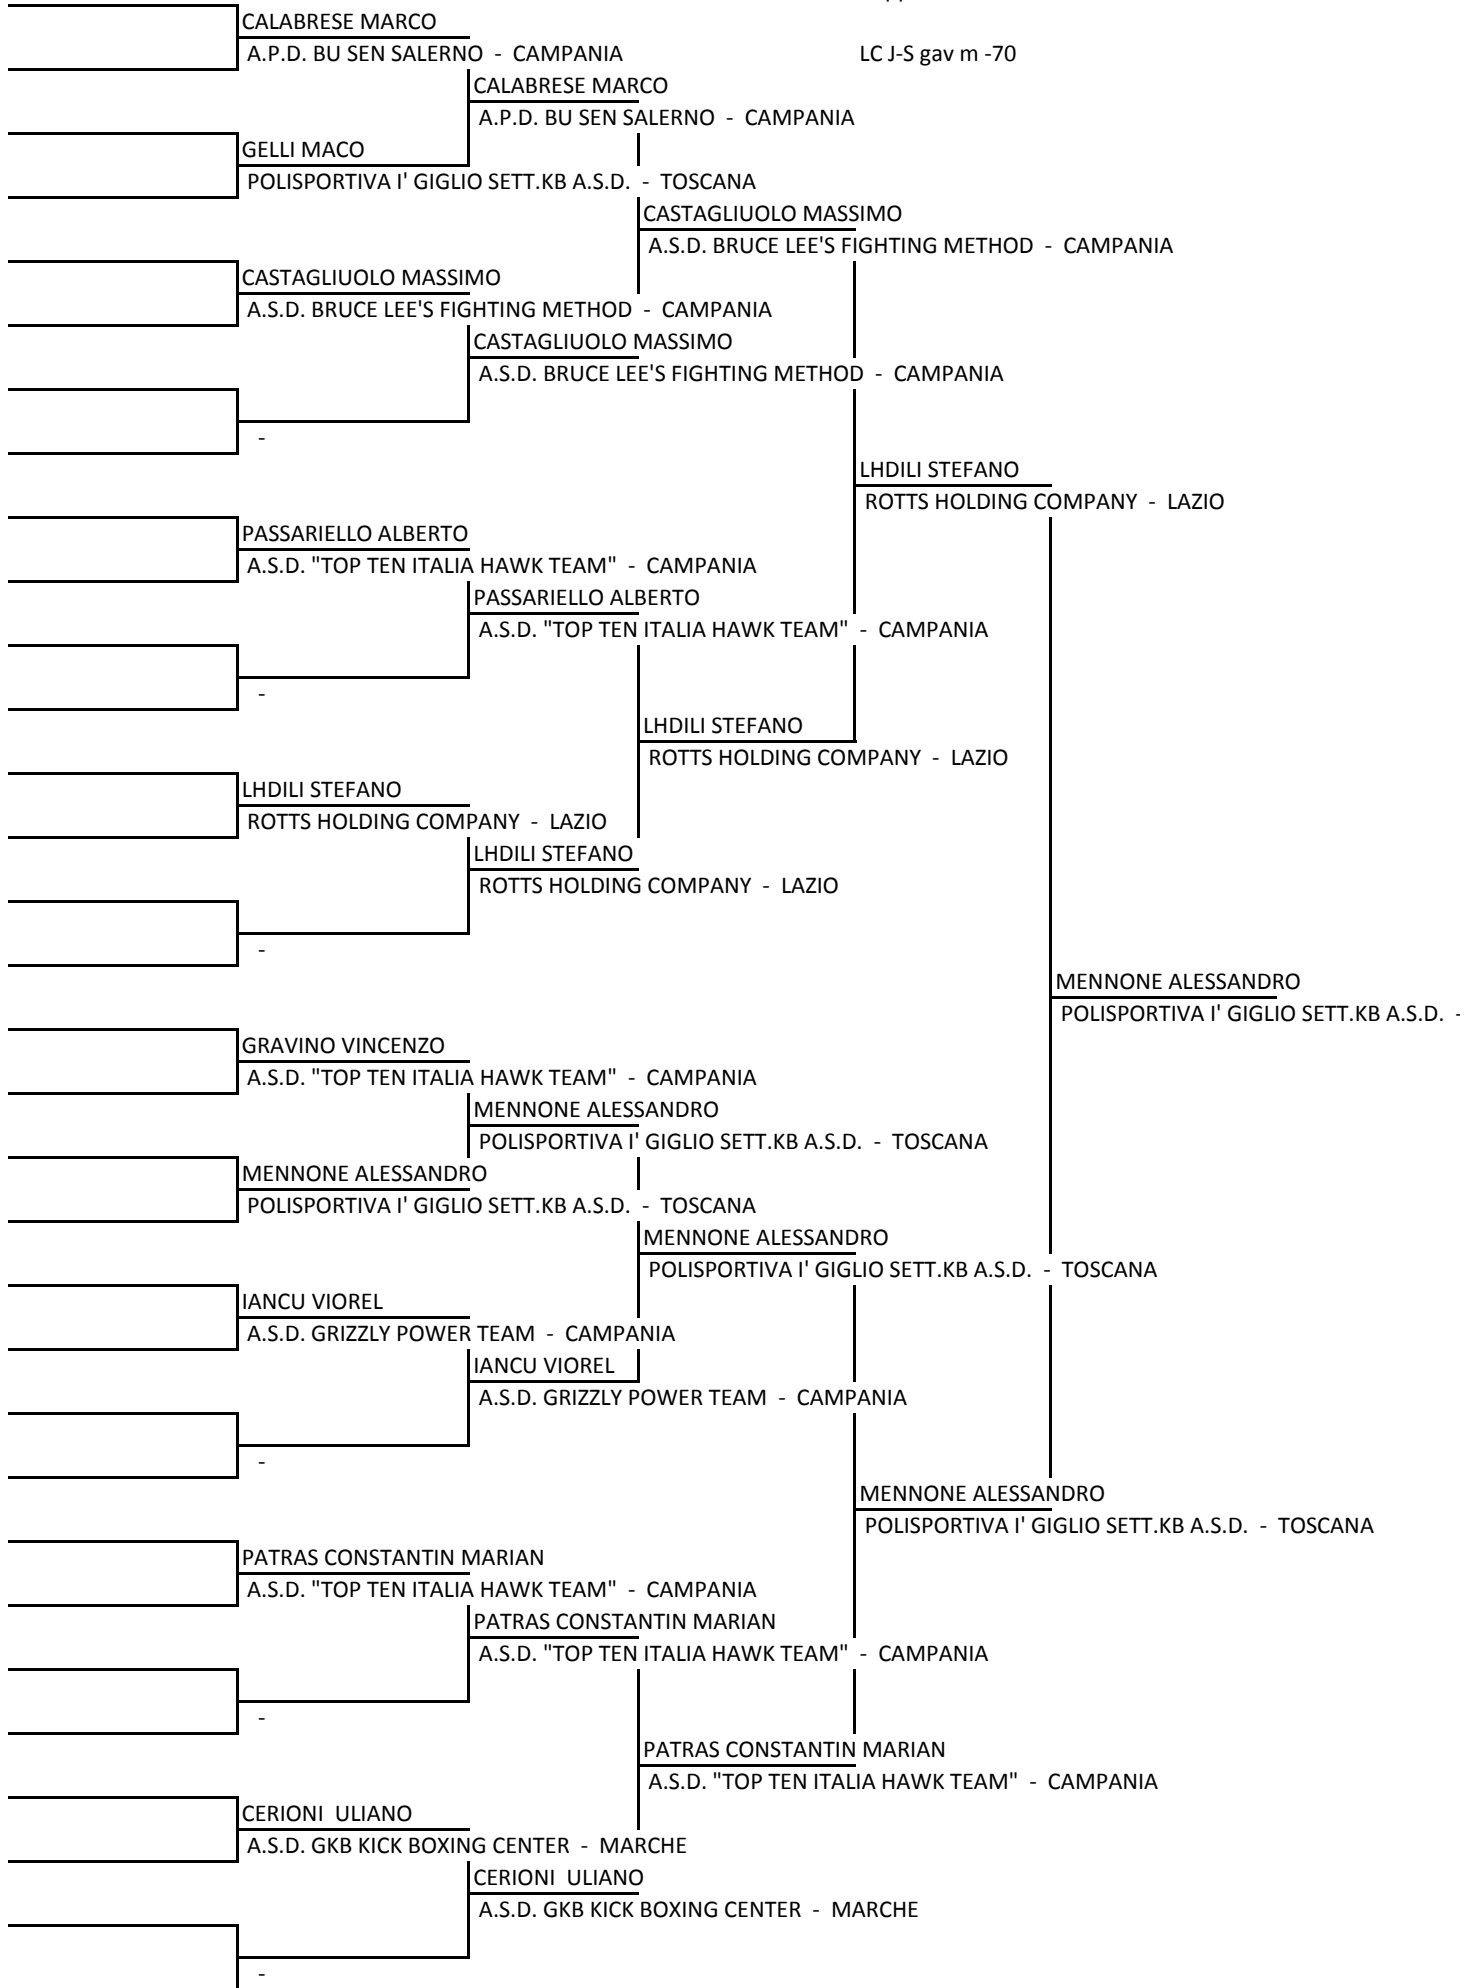 CALABRESE MARCO
A.P.D. BU SEN SALERNO - CAMPANIA
LC J-S gav m -70
CALABRESE MARCO
A.P.D. BU SEN SALERNO - CAMPANIA
GELLI MACO
POLISPORTIVA I' GIGLIO SETT.KB A.S.D. - TOSCANA
CASTAGLIUOLO MASSIMO
A.S.D. BRUCE LEE'S FIGHTING METHOD - CAMPANIA
CASTAGLIUOLO MASSIMO
A.S.D. BRUCE LEE'S FIGHTING METHOD - CAMPANIA
CASTAGLIUOLO MASSIMO
A.S.D. BRUCE LEE'S FIGHTING METHOD - CAMPANIA
-
LHDILI STEFANO
ROTTS HOLDING COMPANY - LAZIO
PASSARIELLO ALBERTO
A.S.D. "TOP TEN ITALIA HAWK TEAM" - CAMPANIA
PASSARIELLO ALBERTO
A.S.D. "TOP TEN ITALIA HAWK TEAM" - CAMPANIA
-
LHDILI STEFANO
ROTTS HOLDING COMPANY - LAZIO
LHDILI STEFANO
ROTTS HOLDING COMPANY - LAZIO
LHDILI STEFANO
ROTTS HOLDING COMPANY - LAZIO
-
MENNONE ALESSANDRO
POLISPORTIVA I' GIGLIO SETT.KB A.S.D. -
GRAVINO VINCENZO
A.S.D. "TOP TEN ITALIA HAWK TEAM" - CAMPANIA
MENNONE ALESSANDRO
POLISPORTIVA I' GIGLIO SETT.KB A.S.D. - TOSCANA
MENNONE ALESSANDRO
POLISPORTIVA I' GIGLIO SETT.KB A.S.D. - TOSCANA
MENNONE ALESSANDRO
POLISPORTIVA I' GIGLIO SETT.KB A.S.D. - TOSCANA
IANCU VIOREL
A.S.D. GRIZZLY POWER TEAM - CAMPANIA
IANCU VIOREL
A.S.D. GRIZZLY POWER TEAM - CAMPANIA
-
MENNONE ALESSANDRO
POLISPORTIVA I' GIGLIO SETT.KB A.S.D. - TOSCANA
PATRAS CONSTANTIN MARIAN
A.S.D. "TOP TEN ITALIA HAWK TEAM" - CAMPANIA
PATRAS CONSTANTIN MARIAN
A.S.D. "TOP TEN ITALIA HAWK TEAM" - CAMPANIA
-
PATRAS CONSTANTIN MARIAN
A.S.D. "TOP TEN ITALIA HAWK TEAM" - CAMPANIA
CERIONI  ULIANO
A.S.D. GKB KICK BOXING CENTER - MARCHE
CERIONI  ULIANO
A.S.D. GKB KICK BOXING CENTER - MARCHE
-